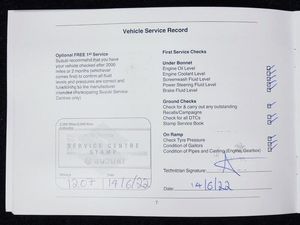 Vehicle Service Record
Optional FREE 1st Service
Suzuki recommend that you
have your vehicle checked after 2000
miles or 2 months (whichever
comes first) to confirm all fluid
levels and pressures are correct and
functioning to the manufacturer
(Participating Suzuki Service
Centres only)
SERVICE CENTRE
STAMP
Date:
19/6/22
First Service Checks
Under Bonnet
Engine Oil Level
Engine Coolant Level
Screenwash Fluid Level
Power Steering Fluid Level
Brake Fluid Level
Ground Checks
Check for & carry out any outstanding
Recalls/Campaigns
Check for all DTCs
Stamp Service Book
On Ramp
Check Tyre Pressure
Condition of Gaitors
Condition of Pipes and Casting (Engine, Gearbox)
Technician Signature:
Date: 14/6/22
7